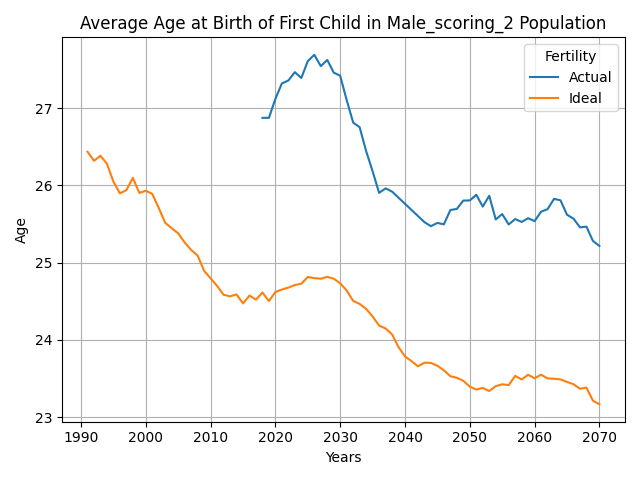 Average Age at Birth of First Child in Male_scoring_2 Population
Fertility
Actual
Ideal
Age
27
26
25
24
23
1990 2000 2010 2020 2030 2040 2050 2060 2070
Years